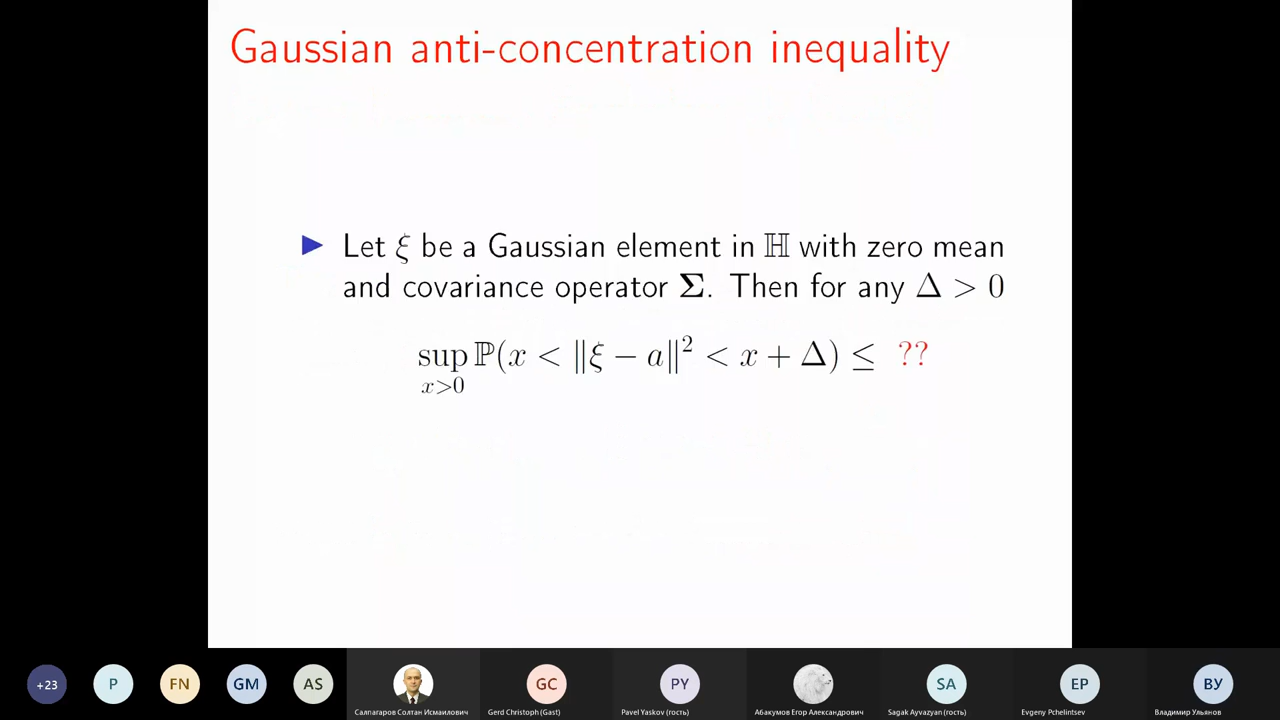 Gaussian anti-concentration inequality
▶ Let ξ be a Gaussian element in ℍ with zero mean
and covariance operator Σ. Then for any Δ > 0
sup ℙ(x < ‖ξ − a‖² < x + Δ) ≤ ??
x>0
+23 P FN GM AS GC PY SA EP ВУ
Салпагаров Солтан Исмаилович Gerd Christoph (Gast) Pavel Yaskov (гость) Абакумов Егор Александрович Sagak Ayvazyan (гость) Evgeny Pchelintsev Владимир Ульянов